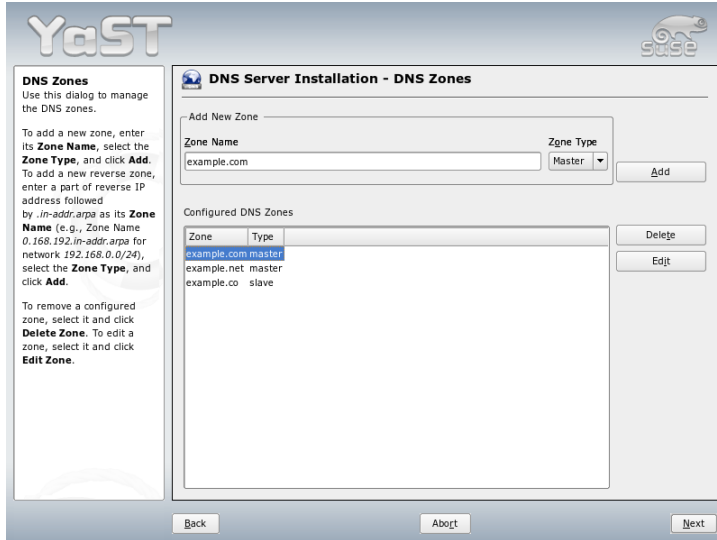 YaST
suse
DNS Zones
Use this dialog to manage
the DNS zones.
To add a new zone, enter
its Zone Name, select the
Zone Type, and click Add.
To add a new reverse zone,
enter a part of reverse IP
address followed
by .in-addr.arpa as its Zone
Name (e.g., Zone Name
0.168.192.in-addr.arpa for
network 192.168.0.0/24),
select the Zone Type, and
click Add.
To remove a configured
zone, select it and click
Delete Zone. To edit a
zone, select it and click
Edit Zone.
DNS Server Installation - DNS Zones
Add New Zone
Zone Name Zone Type
example.com Master
Add
Configured DNS Zones
Zone Type
example.com master
example.net master
example.co slave
Delete
Edit
Back Abort Next